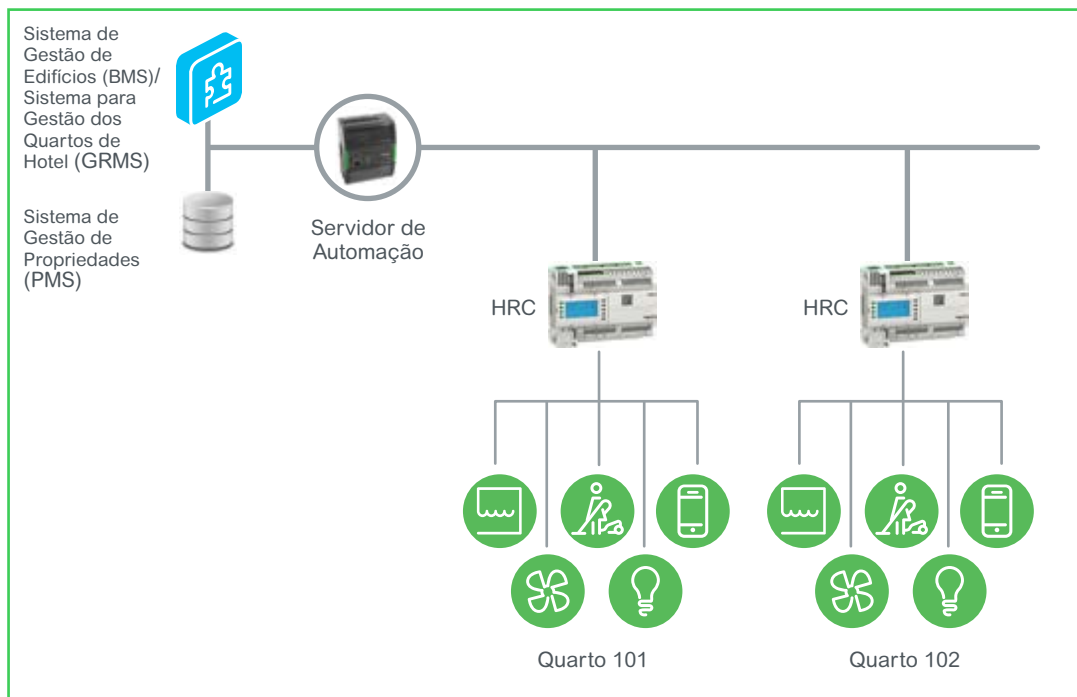 Sistema de
Gestão de
Edifícios (BMS)/
Sistema para
Gestão dos
Quartos de
Hotel (GRMS)
Sistema de
Gestão de
Propriedades
(PMS)
Servidor de
Automação
HRC
HRC
Quarto 101
Quarto 102